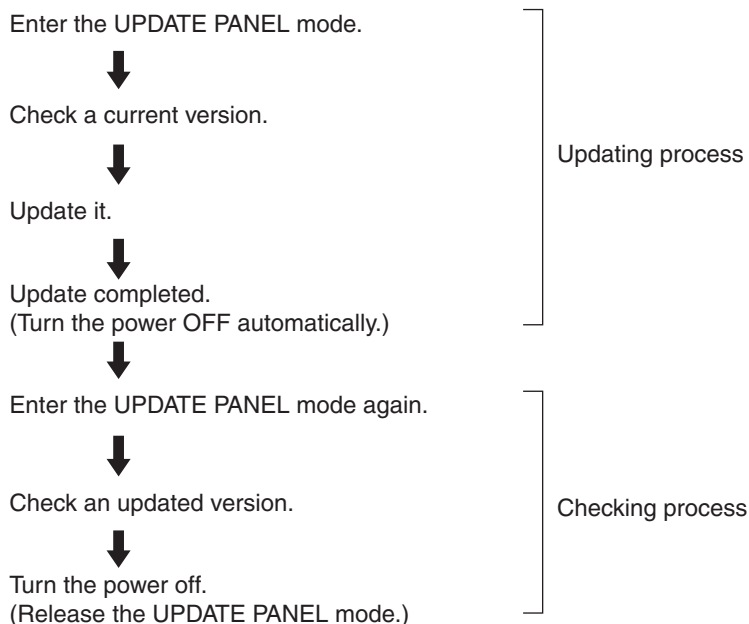 Enter the UPDATE PANEL mode.
Check a current version.
Updating process
Update it.
Update completed.
(Turn the power OFF automatically.)
Enter the UPDATE PANEL mode again.
Check an updated version.
Checking process
Turn the power off.
(Release the UPDATE PANEL mode.)